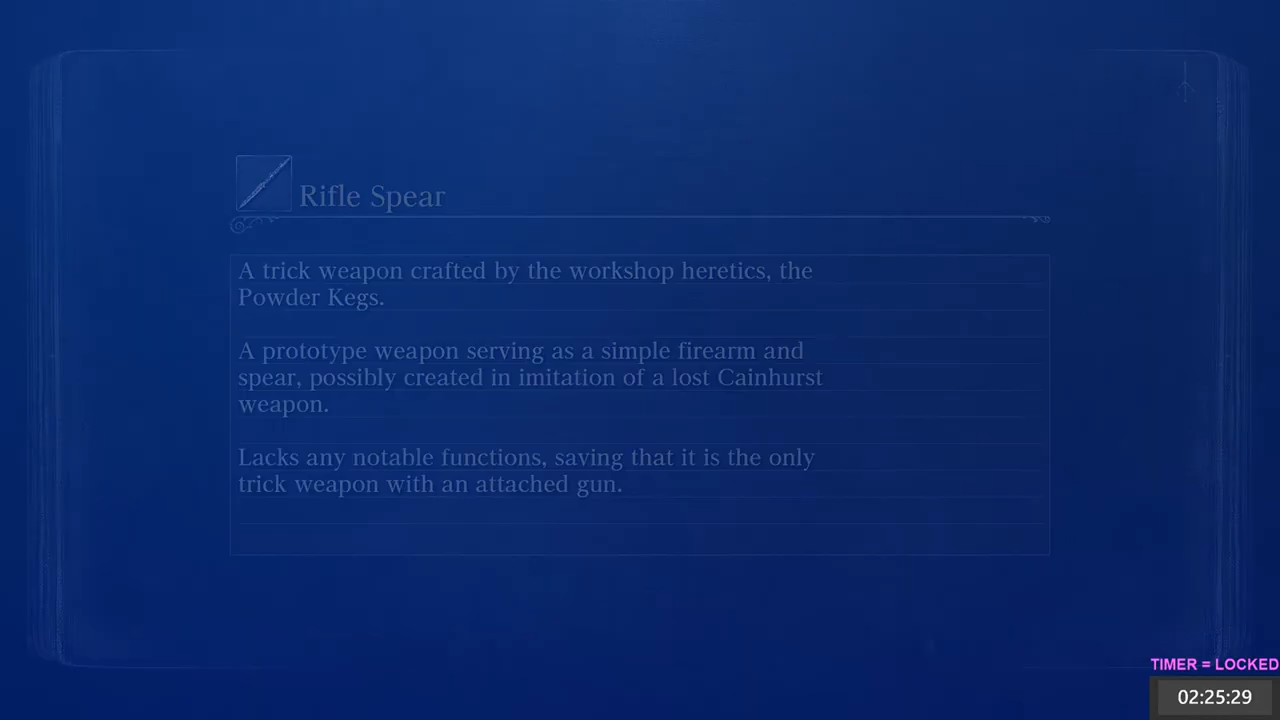 Rifle Spear
A trick weapon crafted by the workshop heretics, the
Powder Kegs.
A prototype weapon serving as a simple firearm and
spear, possibly created in imitation of a lost Cainhurst
weapon.
Lacks any notable functions, saving that it is the only
trick weapon with an attached gun.
TIMER = LOCKED
02:25:29